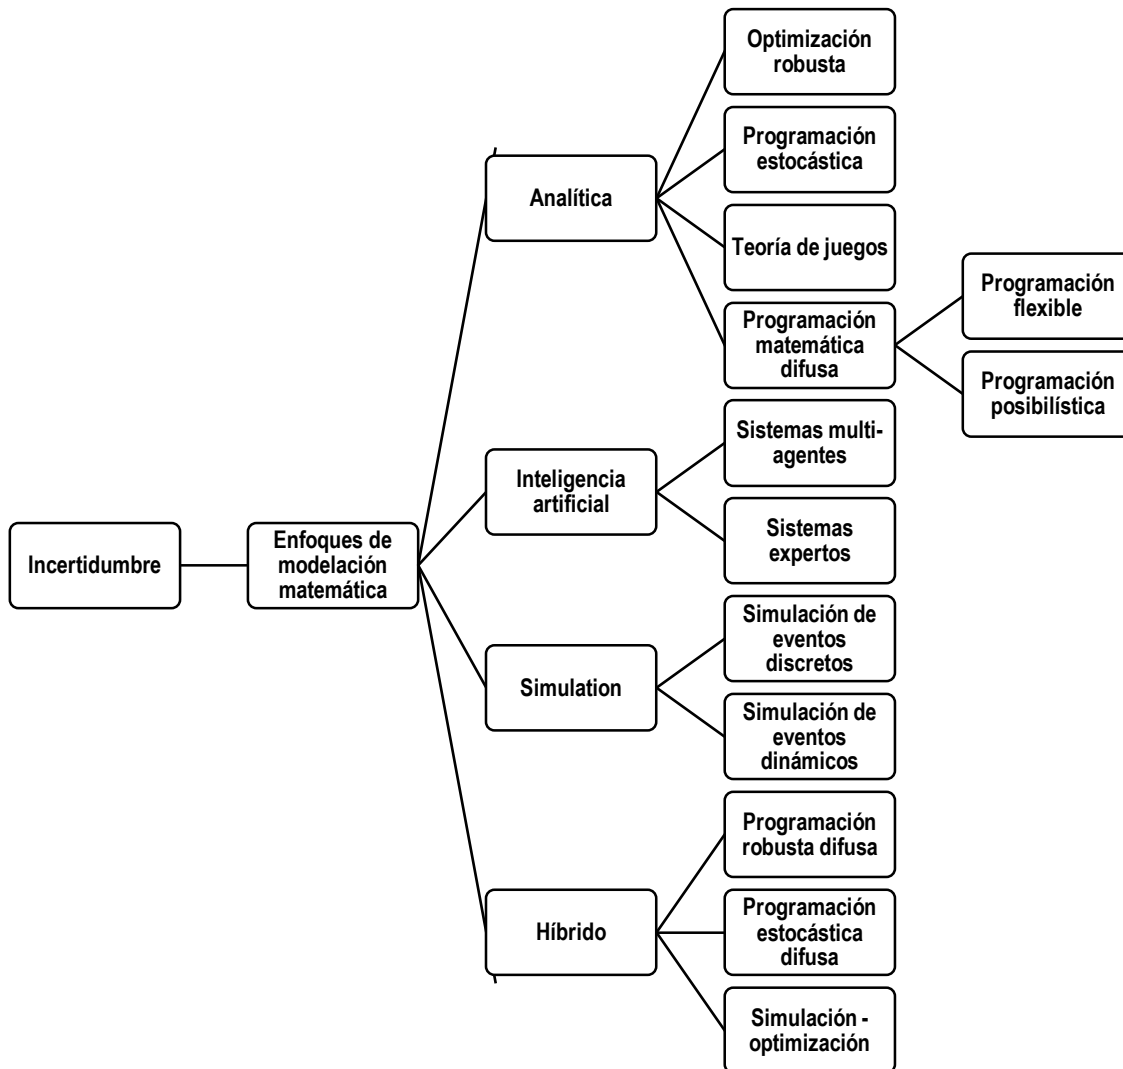 Incertidumbre
Enfoques de
modelación
matemática
Analítica
Optimización
robusta
Programación
estocástica
Teoría de juegos
Programación
matemática
difusa
Programación
flexible
Programación
posibilística
Inteligencia
artificial
Sistemas multi-
agentes
Sistemas
expertos
Simulation
Simulación de
eventos
discretos
Simulación de
eventos
dinámicos
Híbrido
Programación
robusta difusa
Programación
estocástica
difusa
Simulación -
optimización